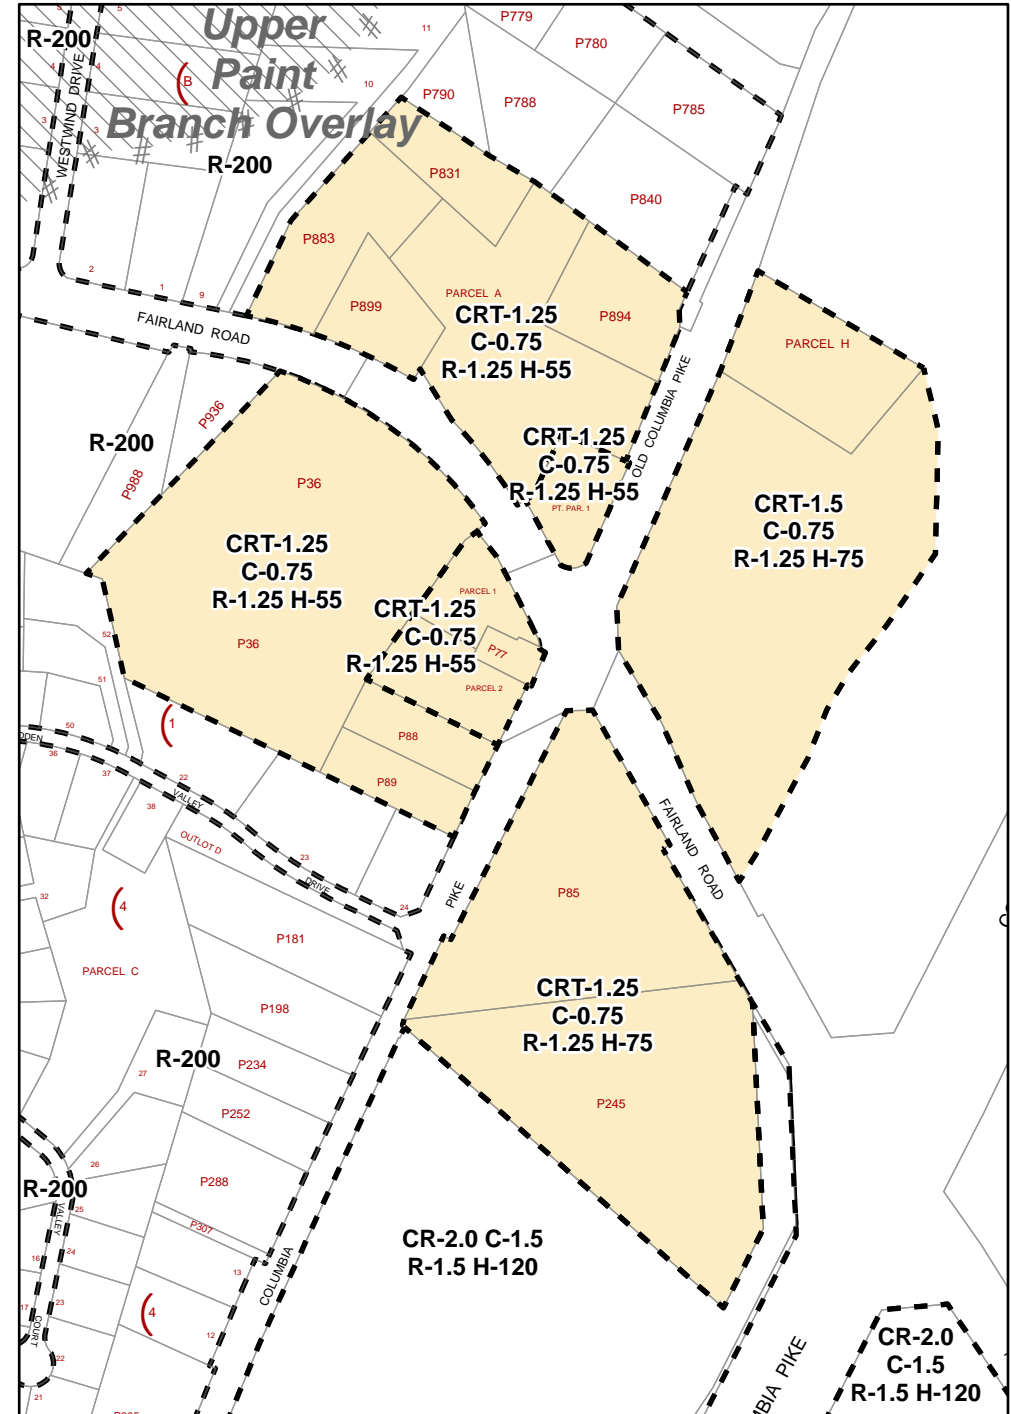 Upper
Paint
Branch Overlay
R-200
WESTWIND DRIVE
5
5
4
4
3
3
B
11
10
R-200
2
1
9
P779
P780
P790
P788
P785
P831
P840
P883
P899
PARCEL A
P894
CRT-1.25
C-0.75
R-1.25 H-55
FAIRLAND ROAD
PARCEL H
OLD COLUMBIA PIKE
CRT-1.25
C-0.75
R-1.25 H-55
PT. PAR. 1
P936
R-200
P988
P36
CRT-1.25
C-0.75
R-1.25 H-55
P36
CRT-1.5
C-0.75
R-1.25 H-75
PARCEL 1
CRT-1.25
C-0.75
R-1.25 H-55
P77
PARCEL 2
P88
P89
52
51
50
1
DDEN
VALLEY
DRIVE
36
37
38
22
23
24
OUTLOT D
32
4
PARCEL C
FAIRLAND ROAD
PIKE
P85
P181
P198
CRT-1.25
C-0.75
R-1.25 H-75
P245
R-200
P234
P252
27
26
P288
P307
R-200
VALLEY
COURT
25
24
16
23
17
22
21
4
13
12
COLUMBIA
CR-2.0 C-1.5
R-1.5 H-120
BIA PIKE
CR-2.0
C-1.5
R-1.5 H-120